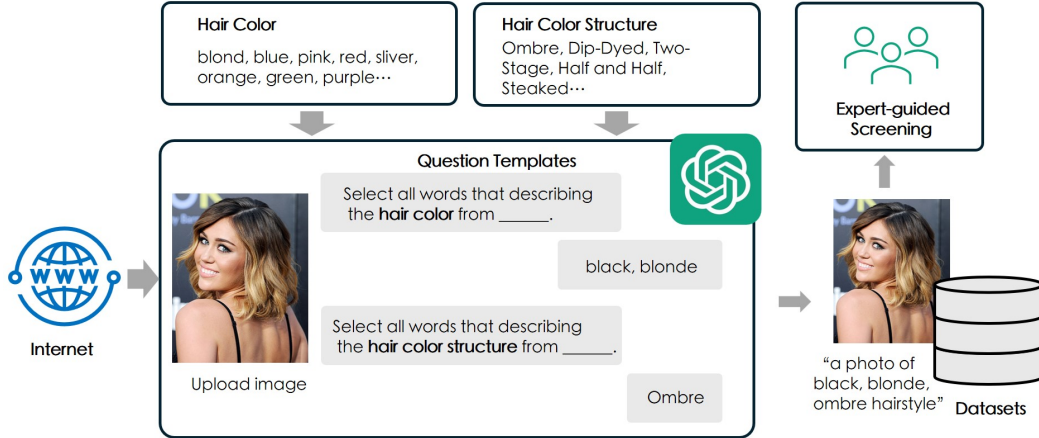 Hair Color
blond, blue, pink, red, sliver,
orange, green, purple···
Hair Color Structure
Ombre, Dip-Dyed, Two-
Stage, Half and Half,
Steaked···
Expert-guided
Screening
Question Templates
Select all words that describing
the hair color from ______.
black, blonde
WWW
Internet
Select all words that describing
the hair color structure from ______.
Upload image
Ombre
"a photo of
black, blonde,
ombre hairstyle"
Datasets